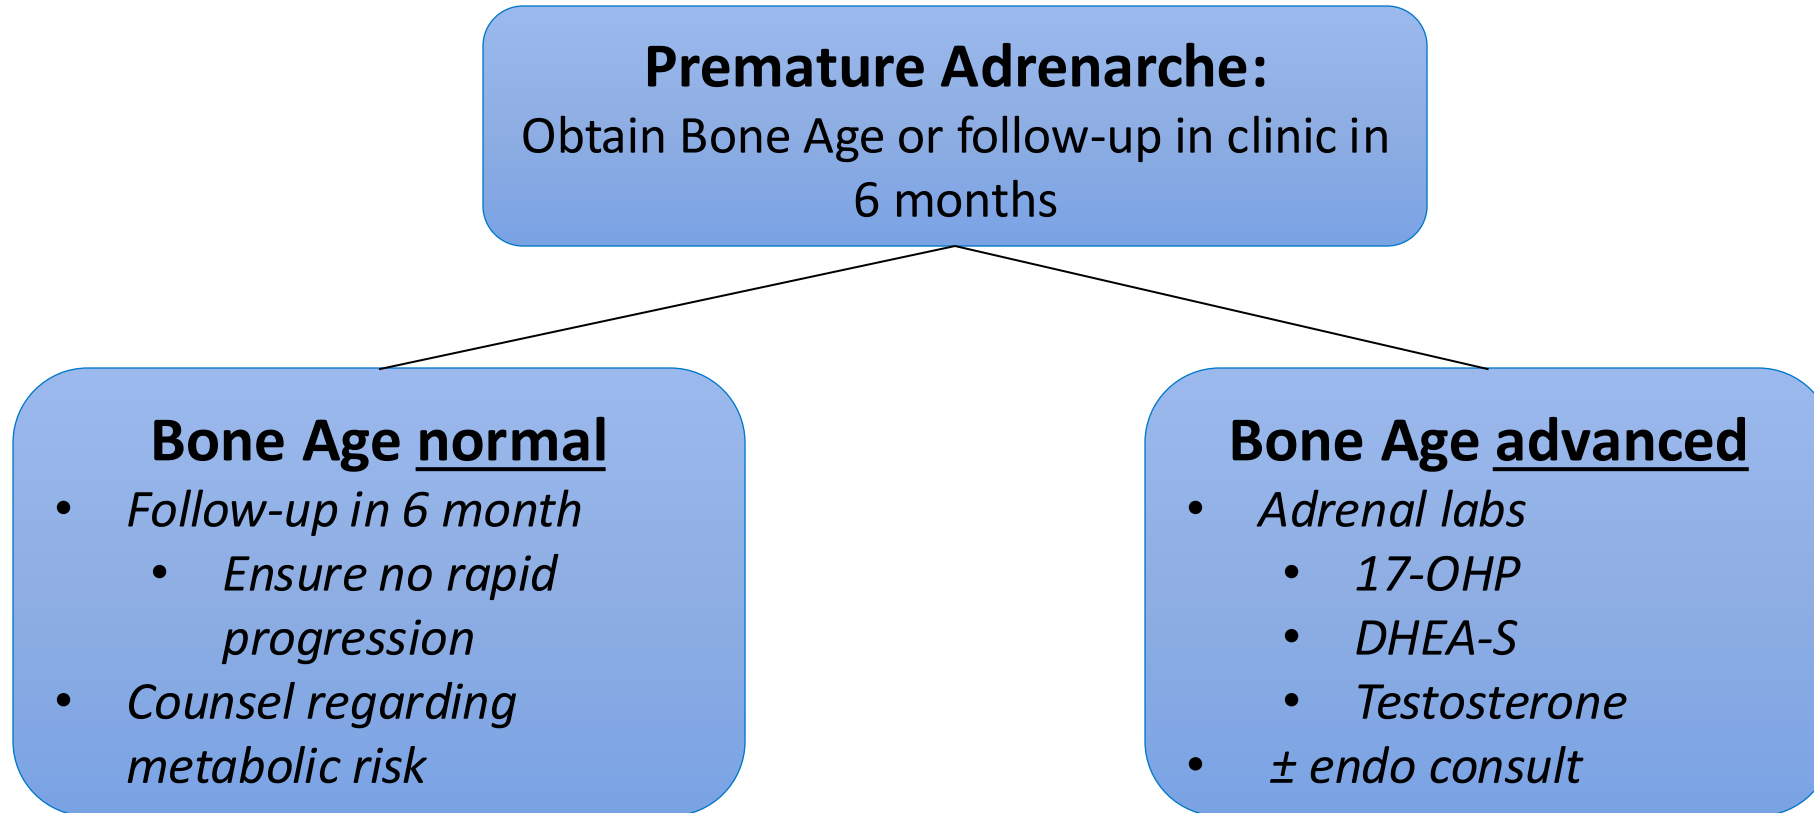 Premature Adrenarche:
Obtain Bone Age or follow-up in clinic in
6 months
Bone Age normal
• Follow-up in 6 month
• Ensure no rapid
progression
• Counsel regarding
metabolic risk
Bone Age advanced
• Adrenal labs
• 17-OHP
• DHEA-S
• Testosterone
• ± endo consult